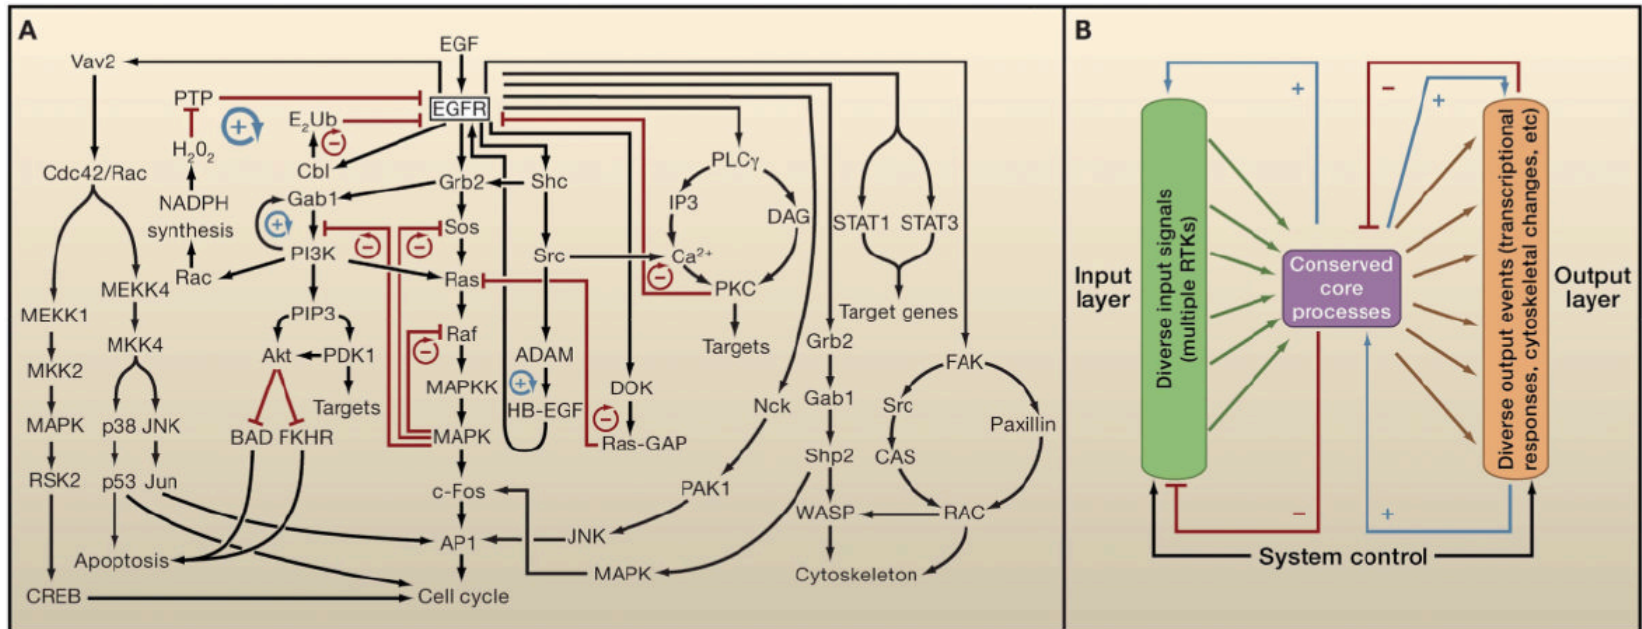 A
EGF
Vav2
PTP
+
EGFR
E2Ub
−
H2O2
Cbl
PLCγ
Cdc42/Rac
Grb2
Shc
NADPH
synthesis
Gab1
IP3
DAG
+
−
−
Sos
STAT1
STAT3
PI3K
Src
Ca2+
−
Rac
Ras
PKC
MEKK4
MEKK1
PIP3
Target genes
MKK4
Raf
−
Targets
Grb2
Akt
PDK1
ADAM
FAK
MKK2
MAPKK
+
DOK
HB-EGF
Targets
Nck
Gab1
Src
−
Paxillin
MAPK
p38 JNK
BAD FKHR
MAPK
Ras-GAP
Shp2
CAS
RSK2
p53 Jun
c-Fos
PAK1
WASP
RAC
AP1
JNK
Apoptosis
MAPK
Cytoskeleton
CREB
Cell cycle
B
+
−
+
Input
layer
Diverse input signals
(multiple RTKs)
Conserved
core
processes
Diverse output events (transcriptional
responses, cytoskeletal changes, etc)
Output
layer
−
+
System control